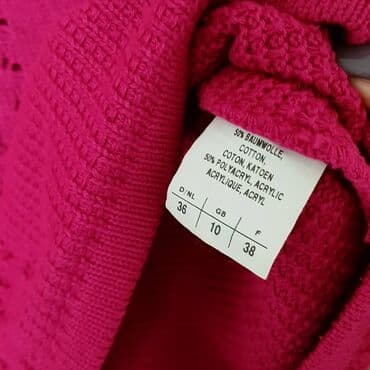 50% BAUMWOLLE,
COTTON,
COTON, KATOEN
50% POLYACRYL, ACRYLIC
ACRYLIQUE, ACRYL
D/NL GB F
36 10 38